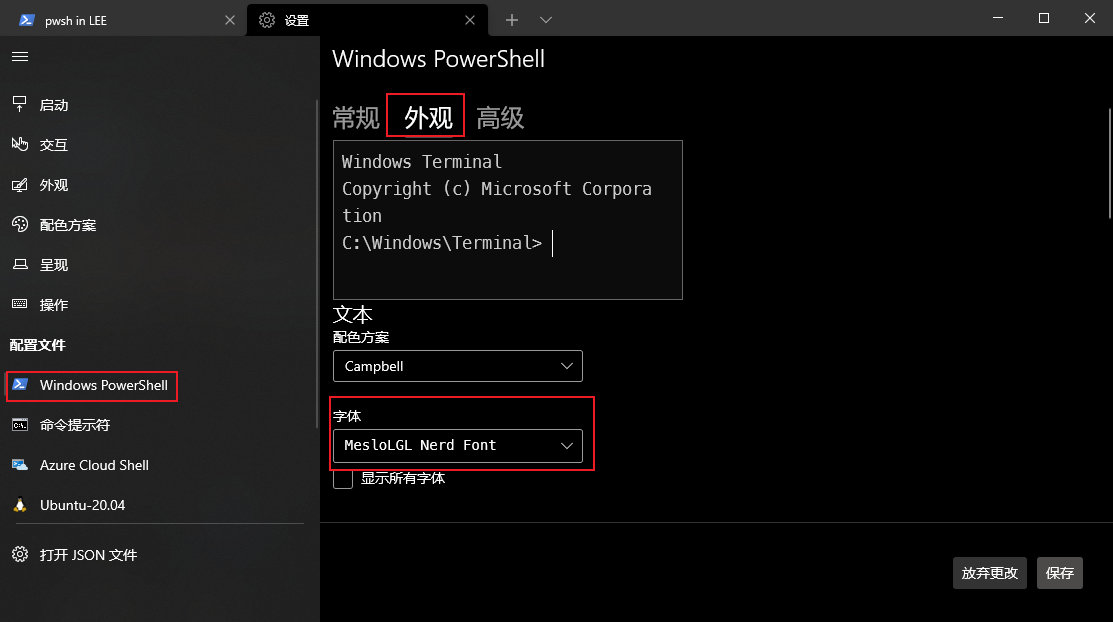 pwsh in LEE
设置
启动
交互
外观
配色方案
呈现
操作
配置文件
Windows PowerShell
命令提示符
Azure Cloud Shell
Ubuntu-20.04
打开 JSON 文件
Windows PowerShell
常规 外观 高级
Windows Terminal
Copyright (c) Microsoft Corpora
tion
C:\Windows\Terminal>
文本
配色方案
Campbell
字体
MesloLGL Nerd Font
显示所有字体
放弃更改 保存